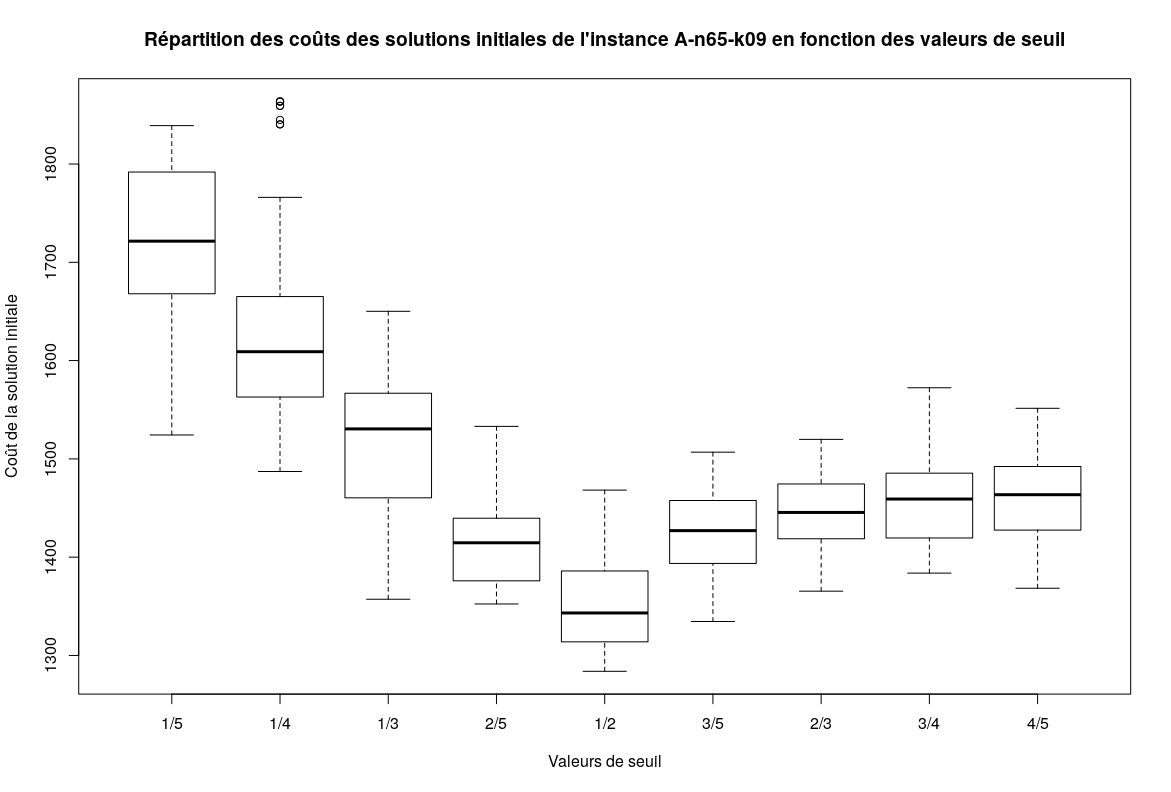 Répartition des coûts des solutions initiales de l'instance A-n65-k09 en fonction des valeurs de seuil
Coût de la solution initiale
1800
1700
1600
1500
1400
1300
1/5 1/4 1/3 2/5 1/2 3/5 2/3 3/4 4/5
Valeurs de seuil